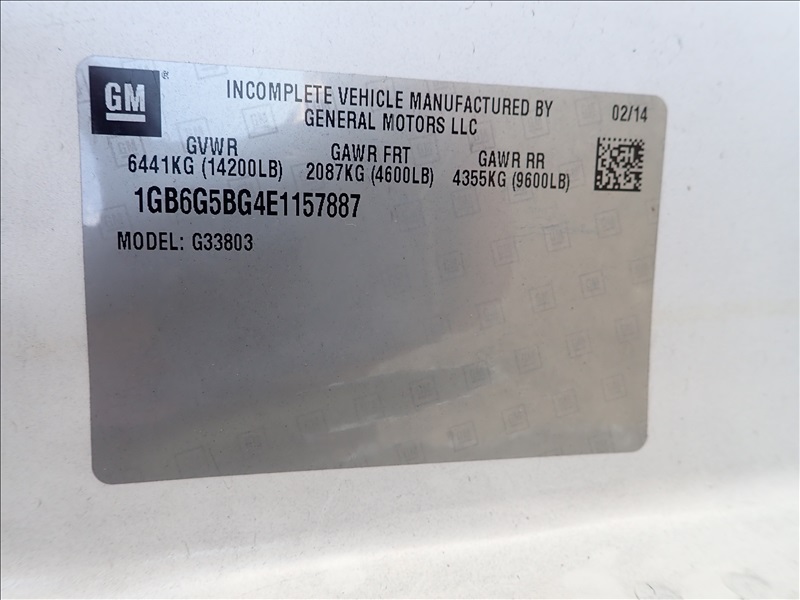 GM®
INCOMPLETE VEHICLE MANUFACTURED BY
GENERAL MOTORS LLC
02/14
GVWR
6441KG (14200LB)
GAWR FRT
2087KG (4600LB)
GAWR RR
4355KG (9600LB)
1GB6G5BG4E1157887
MODEL: G33803